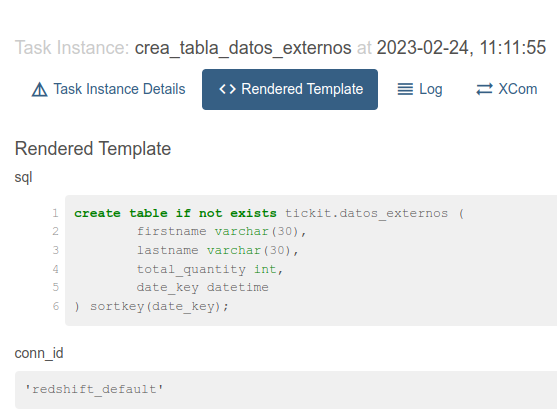 Task Instance: crea_tabla_datos_externos at 2023-02-24, 11:11:55
Task Instance Details Rendered Template Log XCom
Rendered Template
sql
1 create table if not exists tickit.datos_externos (
2 firstname varchar(30),
3 lastname varchar(30),
4 total_quantity int,
5 date_key datetime
6 ) sortkey(date_key);
conn_id
'redshift_default'